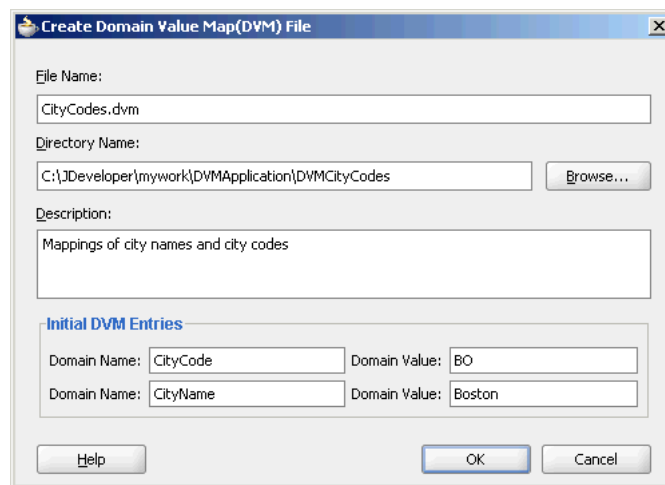 Create Domain Value Map(DVM) File
File Name:
CityCodes.dvm
Directory Name:
C:\JDeveloper\mywork\DVMApplication\DVMCityCodes
Browse...
Description:
Mappings of city names and city codes
Initial DVM Entries
Domain Name: CityCode Domain Value: BO
Domain Name: CityName Domain Value: Boston
Help OK Cancel